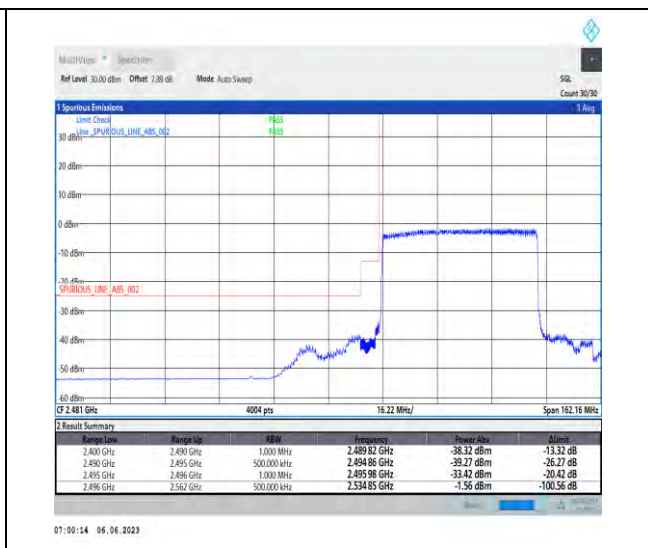 MultiView Spectrum
Ref Level 30.00 dBm Offset 7.89 dB Mode Auto Sweep SGL
Count 30/30
1 Spurious Emissions 1 Avg
Limit Check PASS
30 dBm Line _SPURIOUS_LINE_ABS_002 PASS
20 dBm
10 dBm
0 dBm
-10 dBm
-20 dBm
_SPURIOUS_LINE_ABS_002
-30 dBm
-40 dBm
-50 dBm
-60 dBm
CF 2.481 GHz 4004 pts 16.22 MHz/ Span 162.16 MHz
2 Result Summary
Range Low Range Up RBW Frequency Power Abs ΔLimit
2.400 GHz 2.490 GHz 1.000 MHz 2.489 82 GHz -38.32 dBm -13.32 dB
2.490 GHz 2.495 GHz 500.000 kHz 2.494 86 GHz -39.27 dBm -26.27 dB
2.495 GHz 2.496 GHz 1.000 MHz 2.495 98 GHz -33.42 dBm -20.42 dB
2.496 GHz 2.562 GHz 500.000 kHz 2.534 85 GHz -1.56 dBm -100.56 dB
07:00:14 06.06.2023